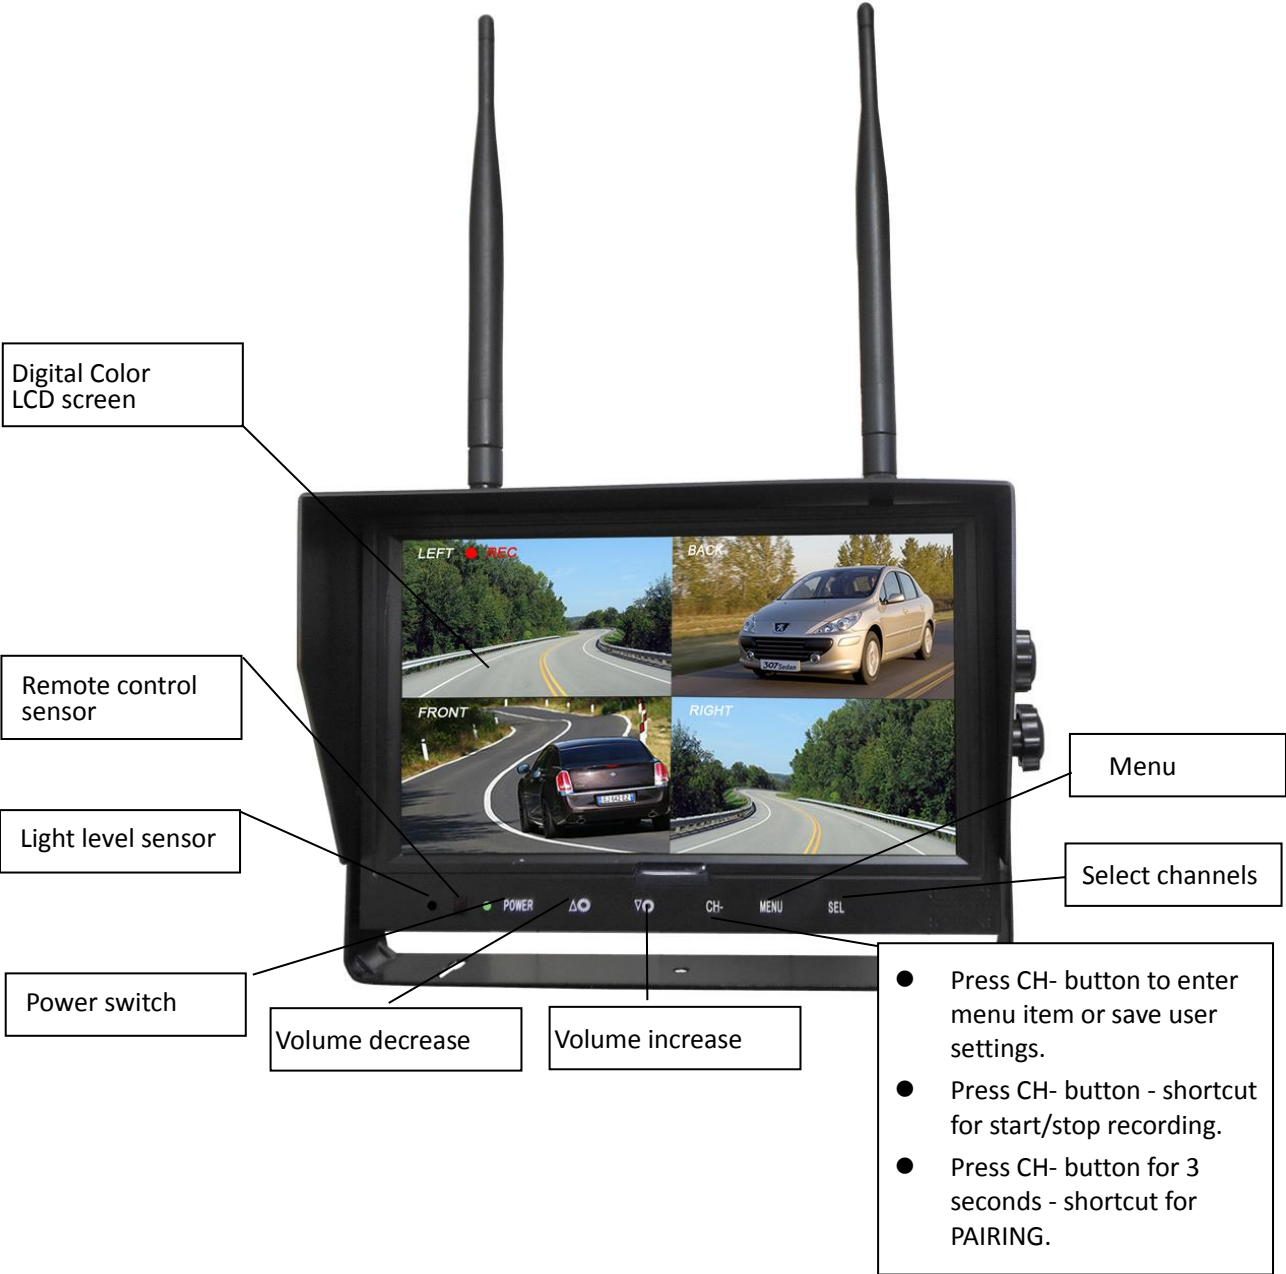 Digital Color
LCD screen
LEFT ● REC
BACK
307 Sedan
Remote control
sensor
FRONT
RIGHT
Menu
Light level sensor
Select channels
POWER
△
▽
CH-
MENU
SEL
Power switch
Volume decrease
Volume increase
● Press CH- button to enter
menu item or save user
settings.
● Press CH- button - shortcut
for start/stop recording.
● Press CH- button for 3
seconds - shortcut for
PAIRING.